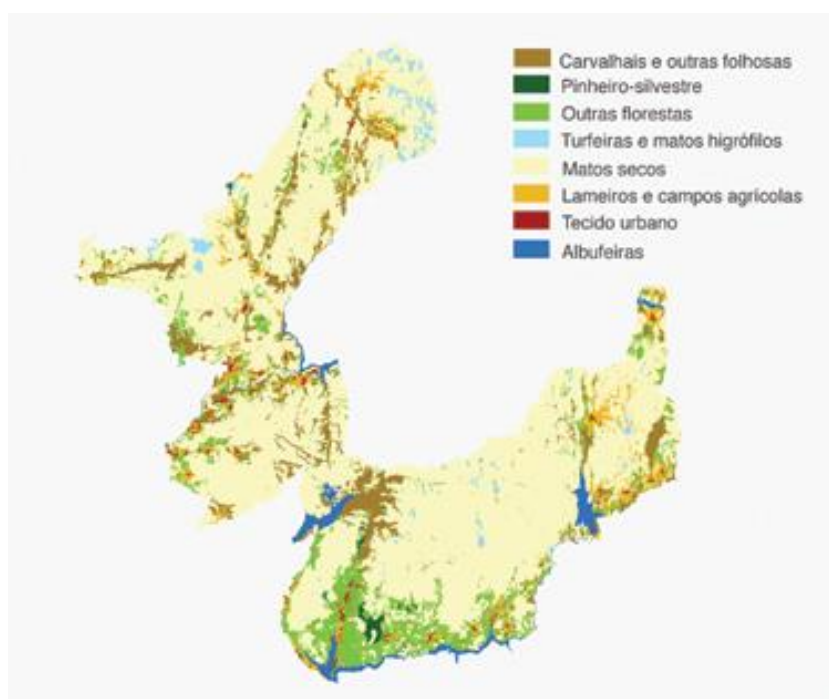 Carvalhais e outras folhosas
Pinheiro-silvestre
Outras florestas
Turfeiras e matos higrófilos
Matos secos
Lameiros e campos agrícolas
Tecido urbano
Albufeiras